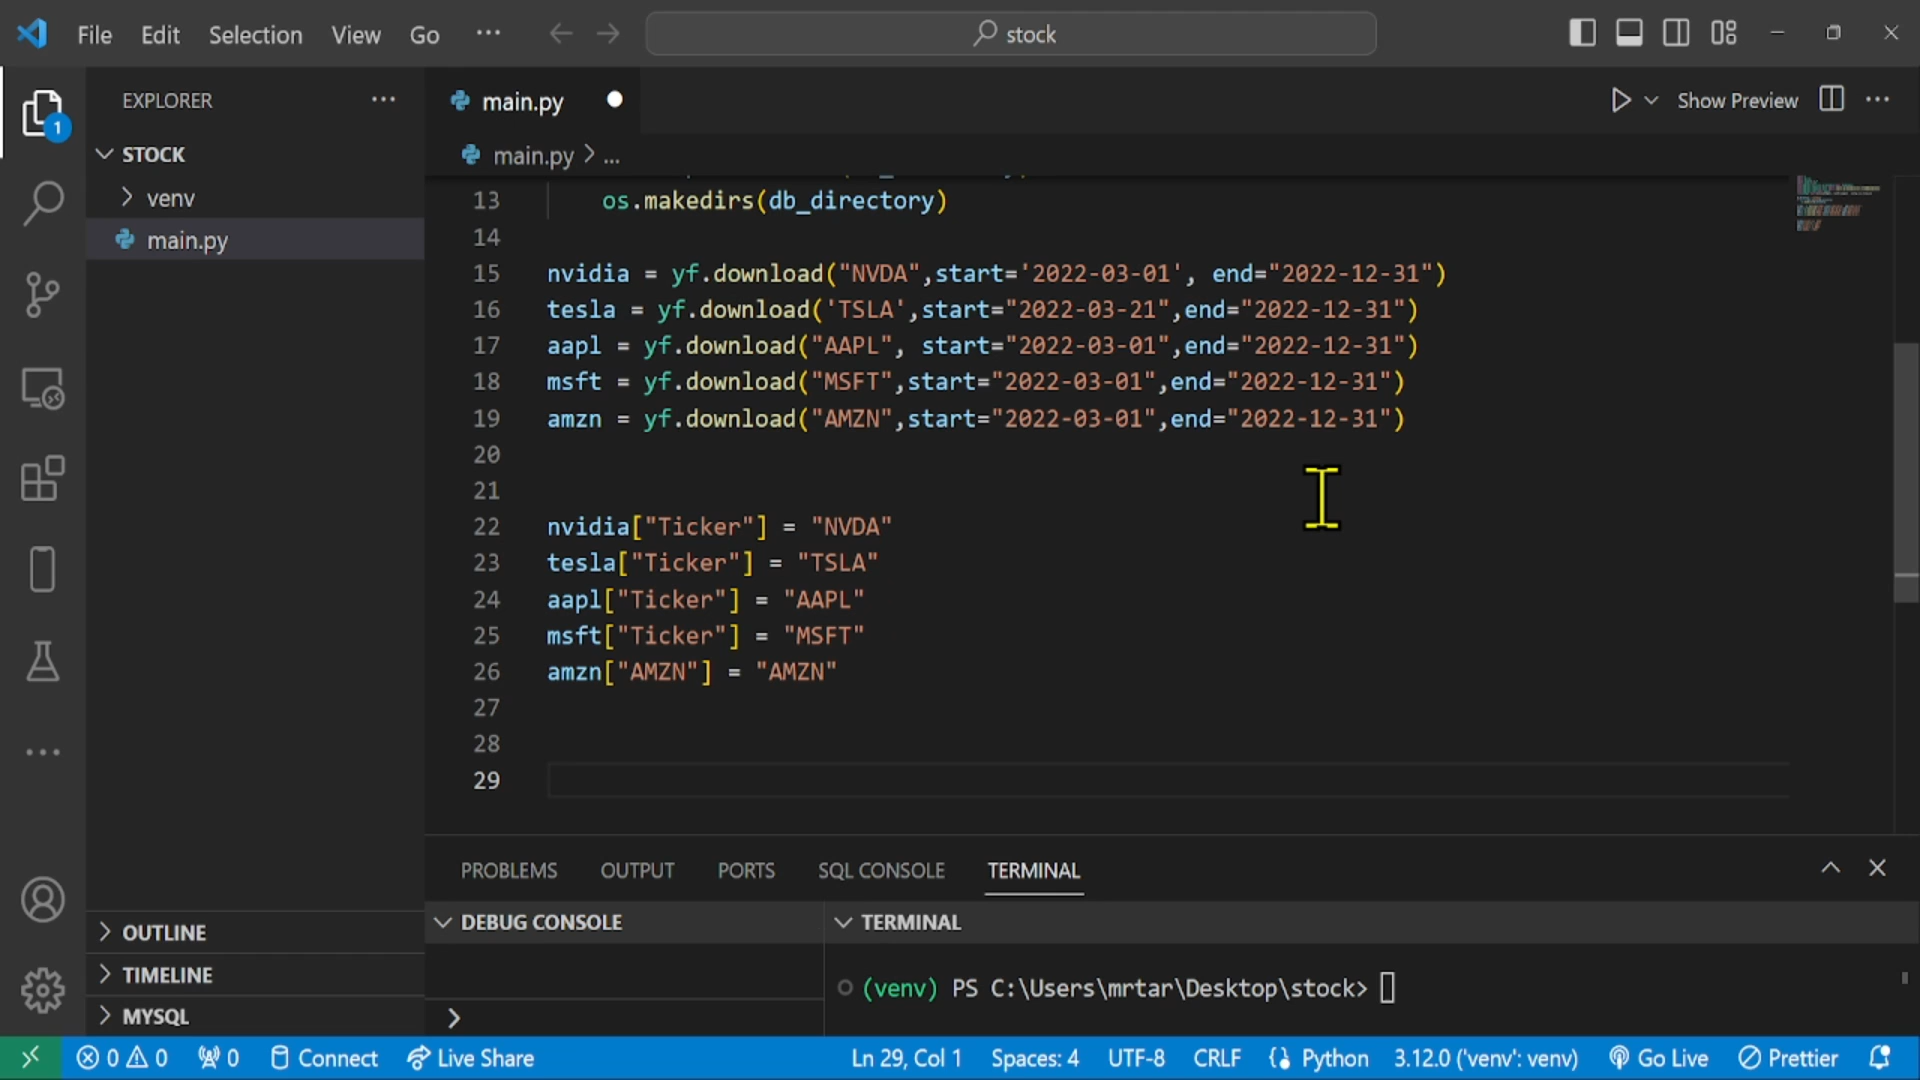 File Edit Selection View Go ··· stock
EXPLORER ···
main.py
Show Preview ···
1
STOCK
main.py > ...
venv
main.py
13 os.makedirs(db_directory)
14
15 nvidia = yf.download("NVDA",start='2022-03-01', end="2022-12-31")
16 tesla = yf.download('TSLA',start="2022-03-21",end="2022-12-31")
17 aapl = yf.download("AAPL", start="2022-03-01",end="2022-12-31")
18 msft = yf.download("MSFT",start="2022-03-01",end="2022-12-31")
19 amzn = yf.download("AMZN",start="2022-03-01",end="2022-12-31")
20
21
22 nvidia["Ticker"] = "NVDA"
23 tesla["Ticker"] = "TSLA"
24 aapl["Ticker"] = "AAPL"
25 msft["Ticker"] = "MSFT"
26 amzn["AMZN"] = "AMZN"
27
28
29
PROBLEMS OUTPUT PORTS SQL CONSOLE TERMINAL
DEBUG CONSOLE
TERMINAL
(venv) PS C:\Users\mrtar\Desktop\stock>
>
OUTLINE
TIMELINE
MYSQL
0 0 0 Connect Live Share Ln 29, Col 1 Spaces: 4 UTF-8 CRLF Python 3.12.0 ('venv': venv) Go Live Prettier